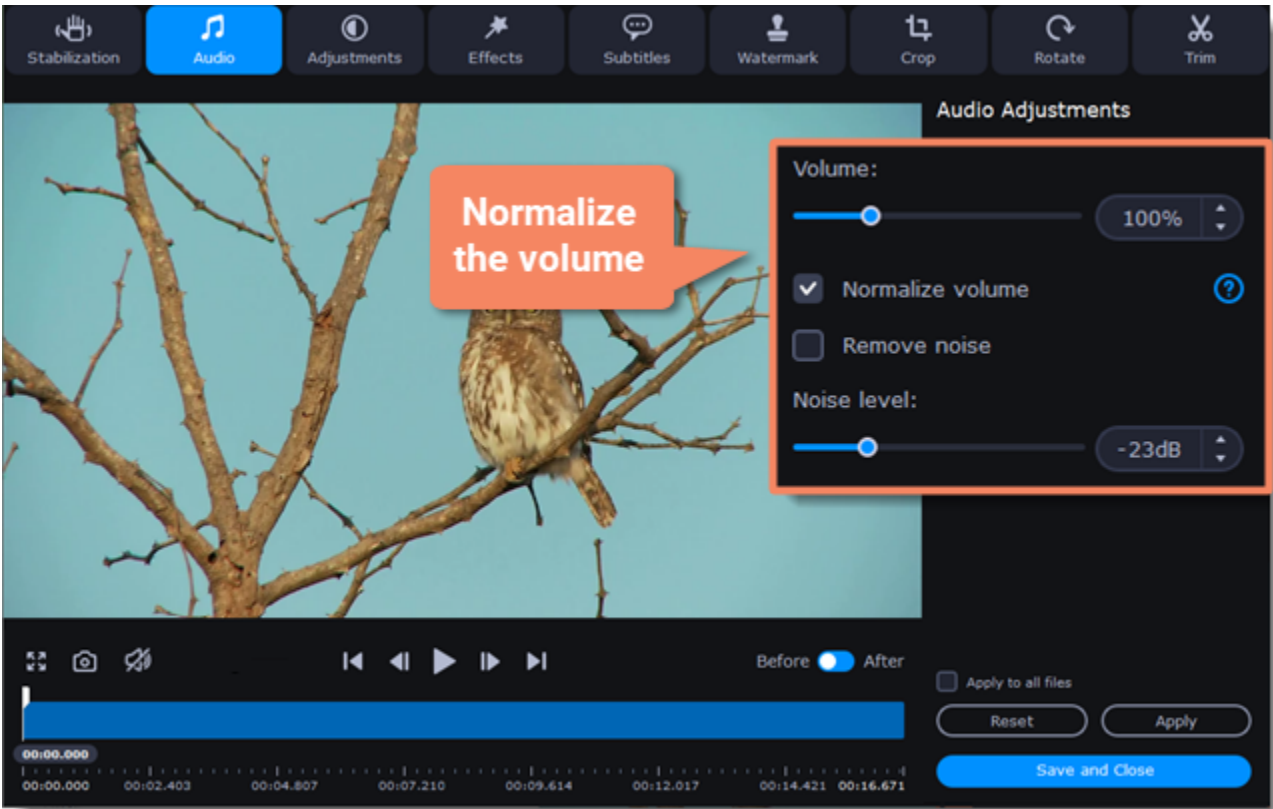 Stabilization
Audio
Adjustments
Effects
Subtitles
Watermark
Crop
Rotate
Trim
Audio Adjustments
Normalize
the volume
Volume:
100%
Normalize volume
?
Remove noise
Noise level:
-23dB
Before
After
Apply to all files
Reset
Apply
00:00.000
00:00.000
00:02.403
00:04.807
00:07.210
00:09.614
00:12.017
00:14.421
00:16.671
Save and Close